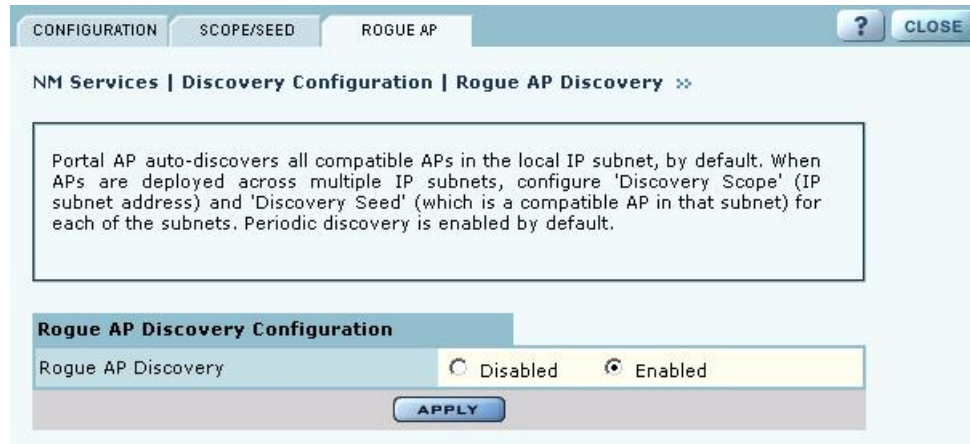 CONFIGURATION SCOPE/SEED ROGUE AP ? CLOSE
NM Services | Discovery Configuration | Rogue AP Discovery »
Portal AP auto-discovers all compatible APs in the local IP subnet, by default. When
APs are deployed across multiple IP subnets, configure 'Discovery Scope' (IP
subnet address) and 'Discovery Seed' (which is a compatible AP in that subnet) for
each of the subnets. Periodic discovery is enabled by default.
Rogue AP Discovery Configuration
Rogue AP Discovery Disabled Enabled
APPLY